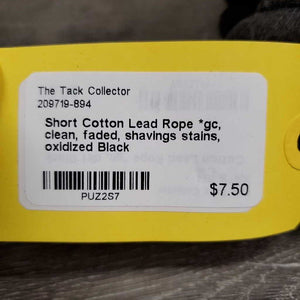 The Tack Collector
209719-894
Short Cotton Lead Rope *gc,
clean, faded, shavings stains,
oxidized Black
PUZ2S7
$7.50